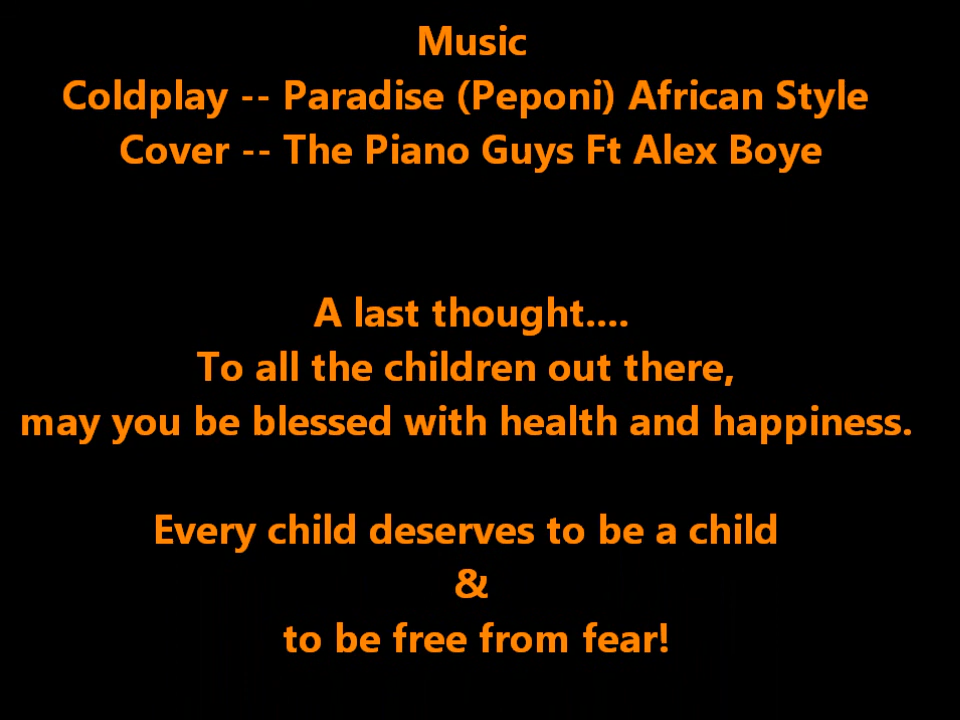 Music
Coldplay -- Paradise (Peponi) African Style
Cover -- The Piano Guys Ft Alex Boye
A last thought....
To all the children out there,
may you be blessed with health and happiness.
Every child deserves to be a child
&
to be free from fear!